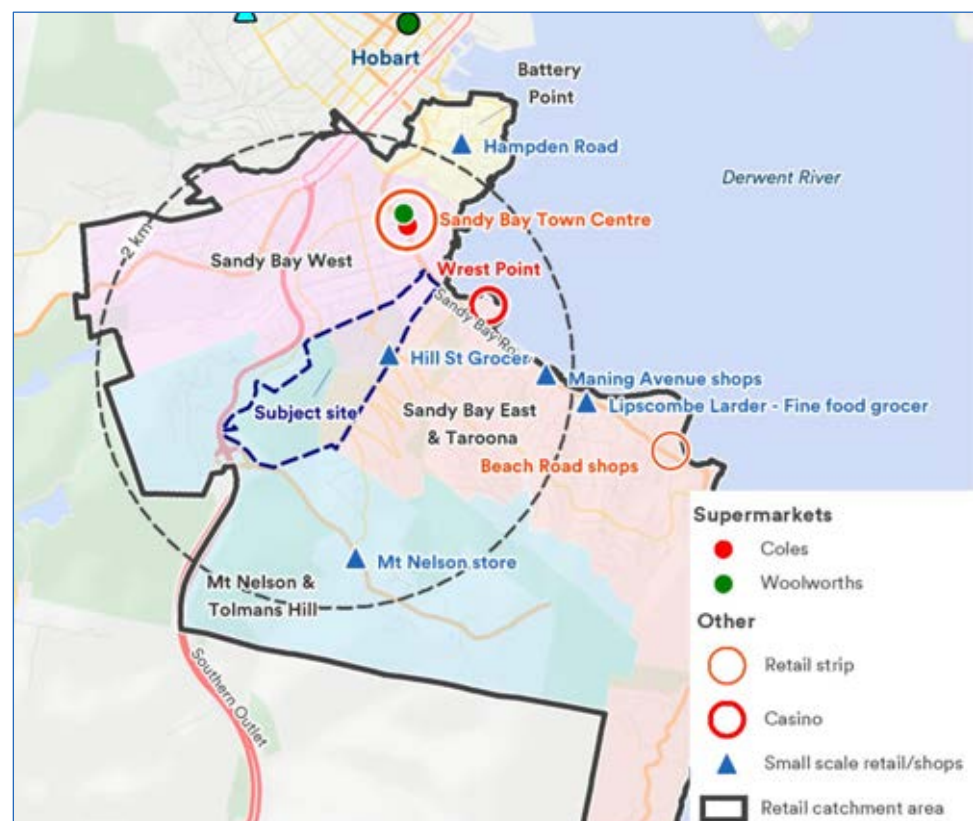 Hobart
Battery
Point
Hampden Road
Derwent River
2 km
Sandy Bay Town Centre
Sandy Bay West
Wrest Point
Sandy Bay Ro
Hill St Grocer
Maning Avenue shops
Lipscombe Larder - Fine food grocer
Subject site
Sandy Bay East
& Taroona
Beach Road shops
Mt Nelson store
Mt Nelson &
Tolmans Hill
Southern Outlet
Supermarkets
Coles
Woolworths
Other
Retail strip
Casino
Small scale retail/shops
Retail catchment area